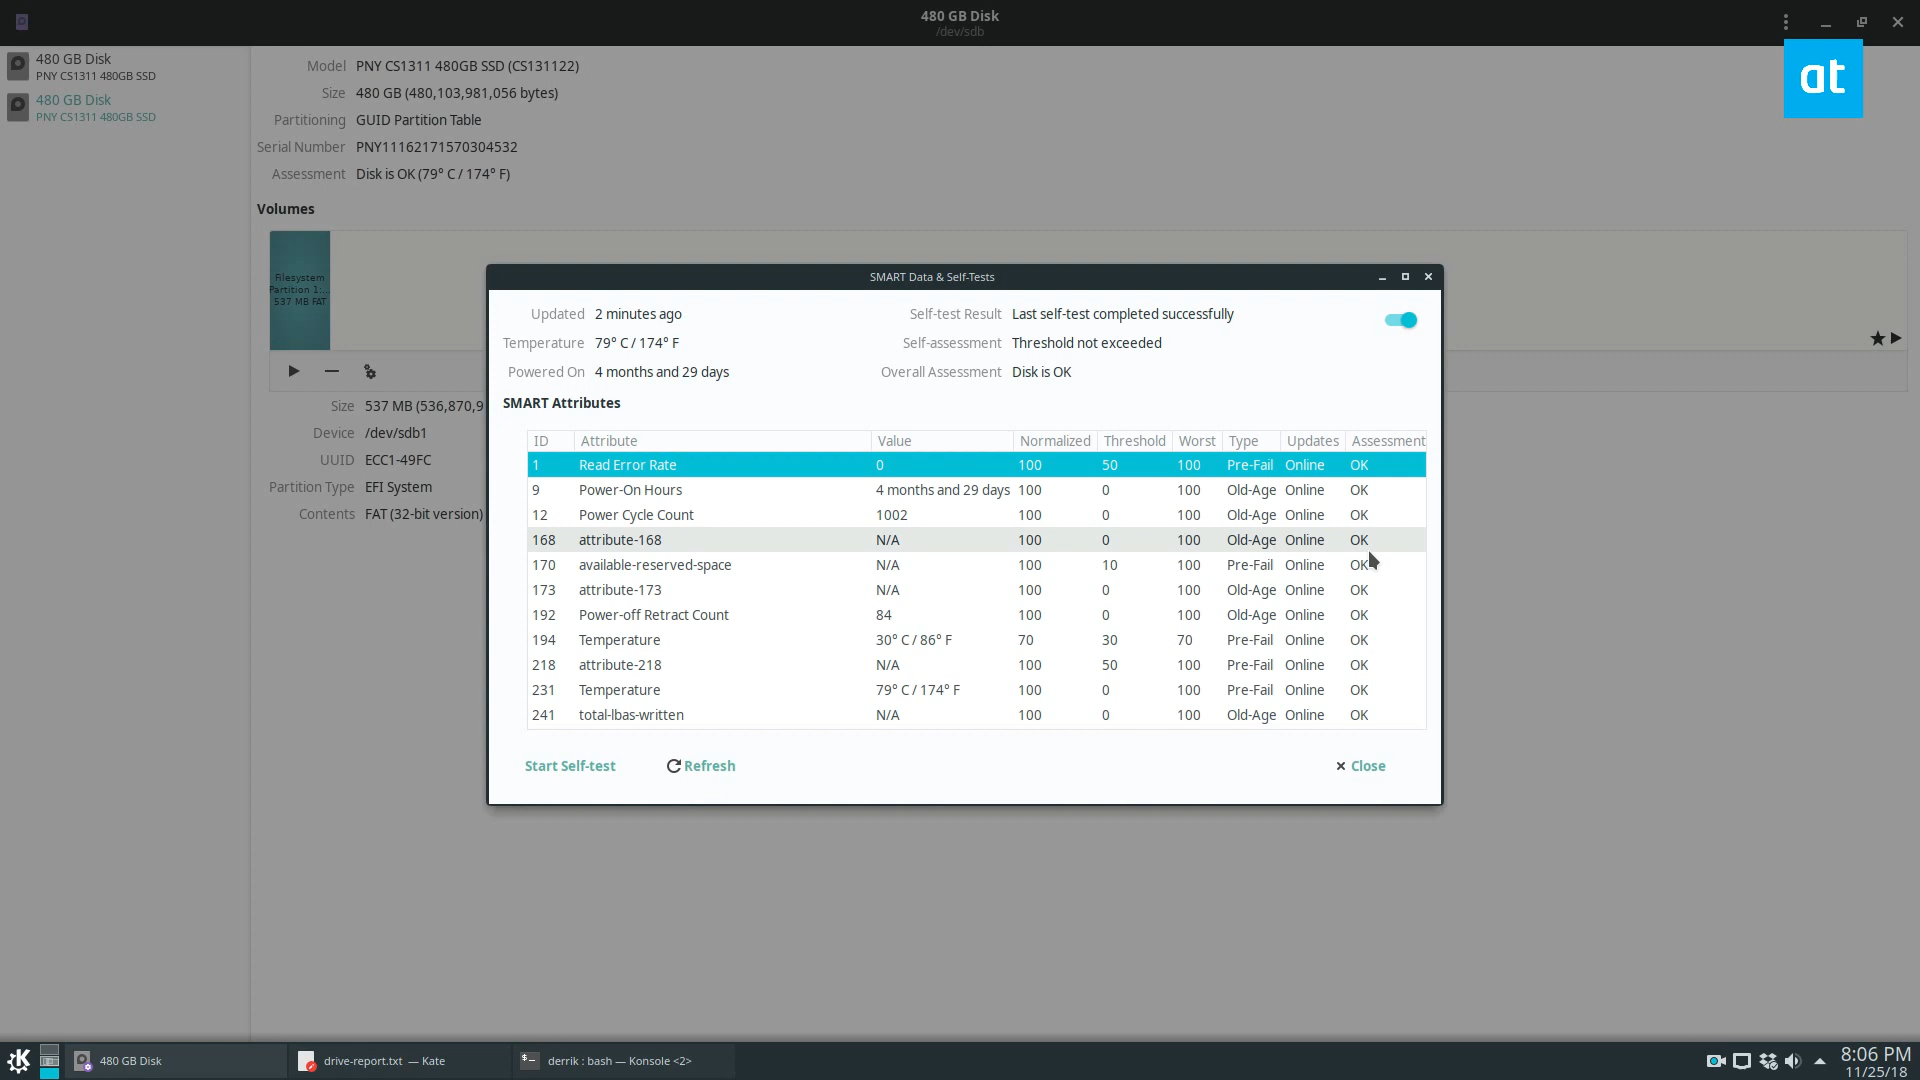 480 GB Disk
/dev/sdb
at
480 GB Disk
PNY CS1311 480GB SSD
480 GB Disk
PNY CS1311 480GB SSD
Model PNY CS1311 480GB SSD (CS131122)
Size 480 GB (480,103,981,056 bytes)
Partitioning GUID Partition Table
Serial Number PNY11162171570304532
Assessment Disk is OK (79° C / 174° F)
Volumes
Filesystem
Partition 1:...
537 MB FAT
Size 537 MB (536,870,9
Device /dev/sdb1
UUID ECC1-49FC
Partition Type EFI System
Contents FAT (32-bit version)
SMART Data & Self-Tests
Updated 2 minutes ago Self-test Result Last self-test completed successfully
Temperature 79° C / 174° F Self-assessment Threshold not exceeded
Powered On 4 months and 29 days Overall Assessment Disk is OK
SMART Attributes
ID Attribute Value Normalized Threshold Worst Type Updates Assessment
1 Read Error Rate 0 100 50 100 Pre-Fail Online OK
9 Power-On Hours 4 months and 29 days 100 0 100 Old-Age Online OK
12 Power Cycle Count 1002 100 0 100 Old-Age Online OK
168 attribute-168 N/A 100 0 100 Old-Age Online OK
170 available-reserved-space N/A 100 10 100 Pre-Fail Online OK
173 attribute-173 N/A 100 0 100 Old-Age Online OK
192 Power-off Retract Count 84 100 0 100 Old-Age Online OK
194 Temperature 30° C / 86° F 70 30 70 Pre-Fail Online OK
218 attribute-218 N/A 100 50 100 Pre-Fail Online OK
231 Temperature 79° C / 174° F 100 0 100 Pre-Fail Online OK
241 total-lbas-written N/A 100 0 100 Old-Age Online OK
Start Self-test Refresh Close
480 GB Disk drive-report.txt — Kate derrik : bash — Konsole <2> 8:06 PM
11/25/18